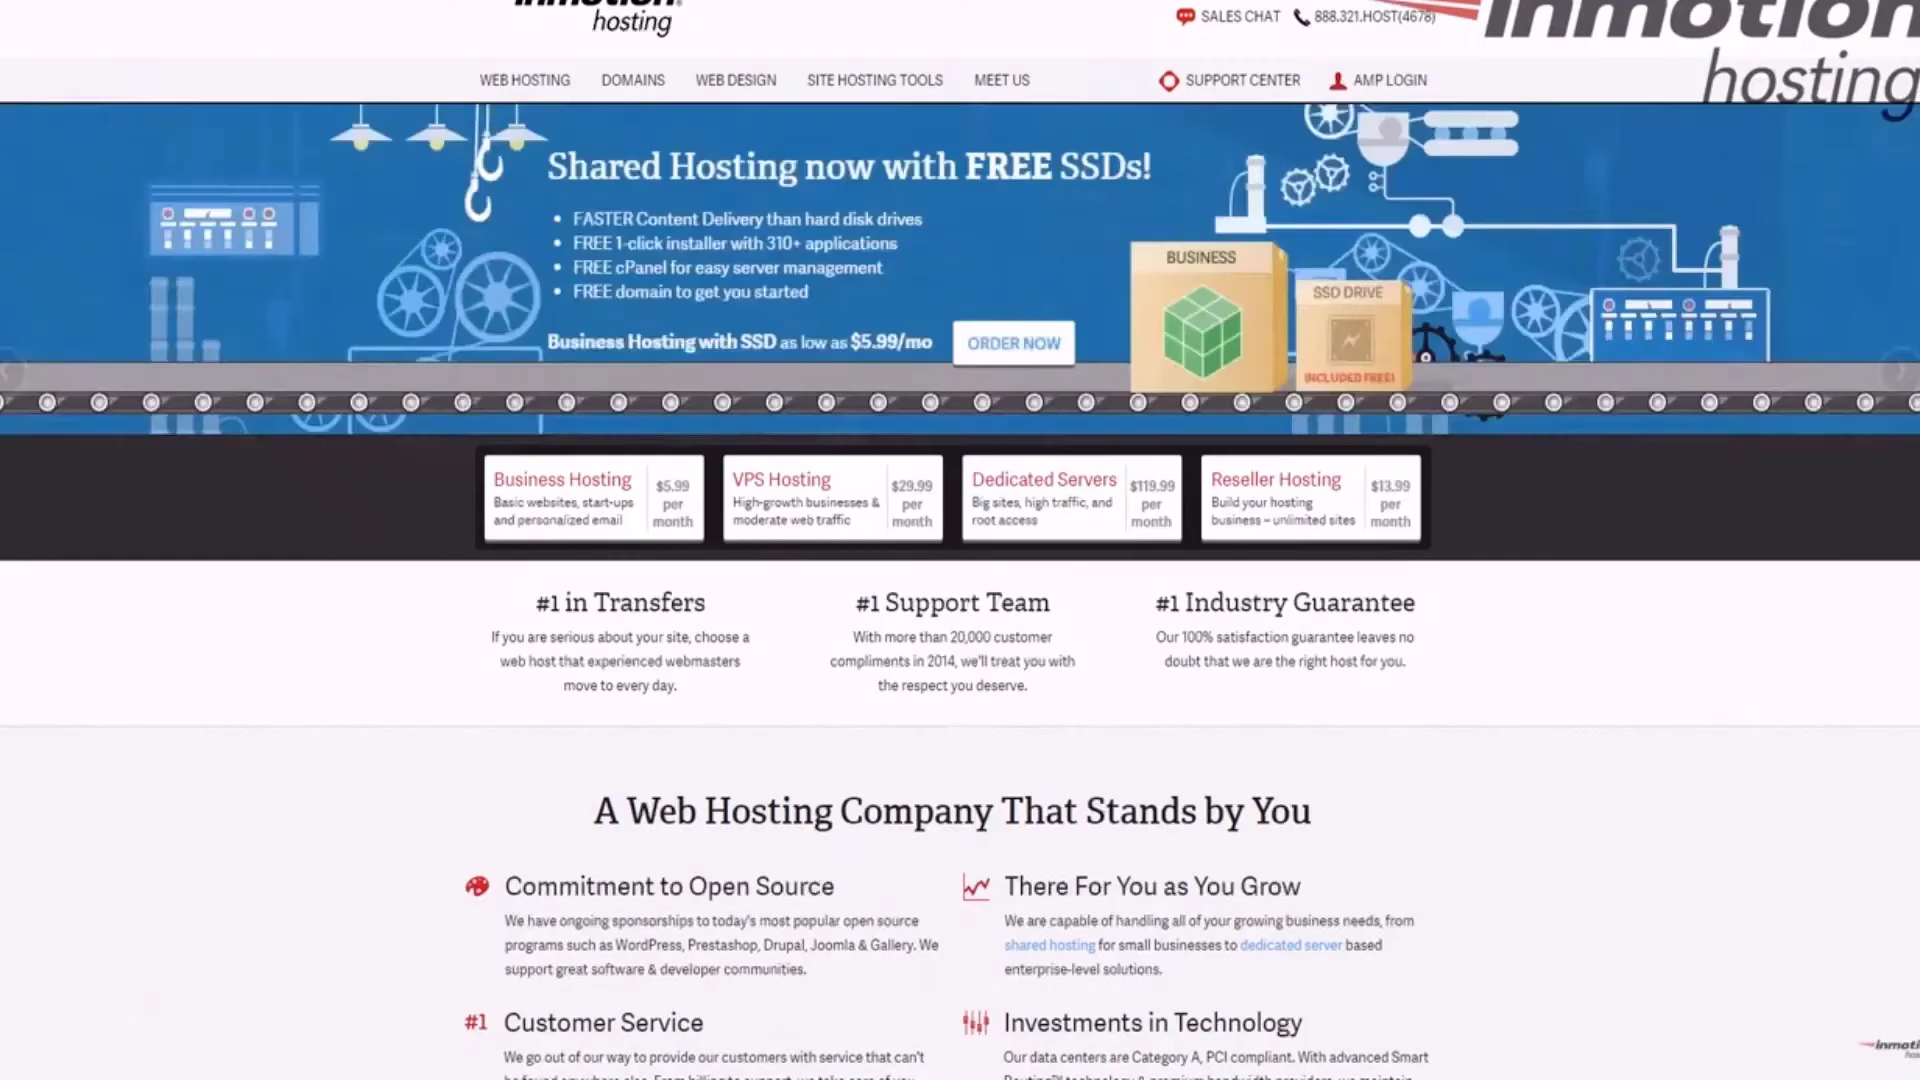 inmotion
hosting
SALES CHAT
888.321.HOST(4678)
inmotion
hosting
WEB HOSTING
DOMAINS
WEB DESIGN
SITE HOSTING TOOLS
MEET US
SUPPORT CENTER
AMP LOGIN
Shared Hosting now with FREE SSDs!
• FASTER Content Delivery than hard disk drives
• FREE 1-click installer with 310+ applications
• FREE cPanel for easy server management
• FREE domain to get you started
Business Hosting with SSD as low as $5.99/mo
ORDER NOW
BUSINESS
SSD DRIVE
INCLUDED FREE!
Business Hosting
Basic websites, start-ups
and personalized email
$5.99
per
month
VPS Hosting
High-growth businesses &
moderate web traffic
$29.99
per
month
Dedicated Servers
Big sites, high traffic, and
root access
$119.99
per
month
Reseller Hosting
Build your hosting
business – unlimited sites
$13.99
per
month
#1 in Transfers
If you are serious about your site, choose a
web host that experienced webmasters
move to every day.
#1 Support Team
With more than 20,000 customer
compliments in 2014, we'll treat you with
the respect you deserve.
#1 Industry Guarantee
Our 100% satisfaction guarantee leaves no
doubt that we are the right host for you.
A Web Hosting Company That Stands by You
Commitment to Open Source
We have ongoing sponsorships to today's most popular open source
programs such as WordPress, Prestashop, Drupal, Joomla & Gallery. We
support great software & developer communities.
There For You as You Grow
We are capable of handling all of your growing business needs, from
shared hosting for small businesses to dedicated server based
enterprise-level solutions.
#1 Customer Service
We go out of our way to provide our customers with service that can't
Investments in Technology
Our data centers are Category A, PCI compliant. With advanced Smart